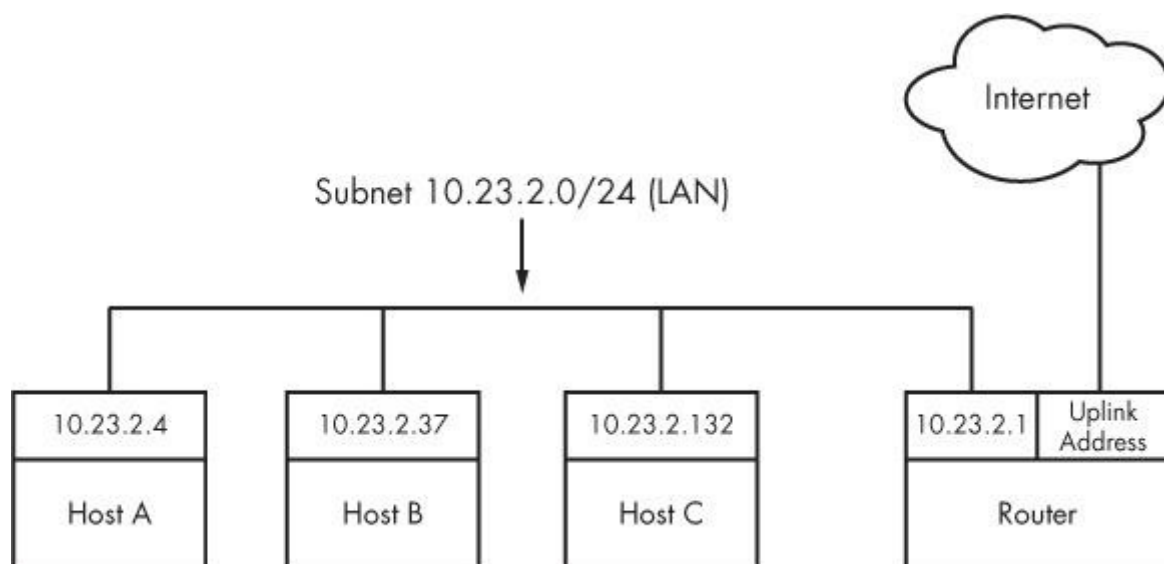 Internet
Subnet 10.23.2.0/24 (LAN)
10.23.2.4
10.23.2.37
10.23.2.132
10.23.2.1
Uplink
Address
Host A
Host B
Host C
Router